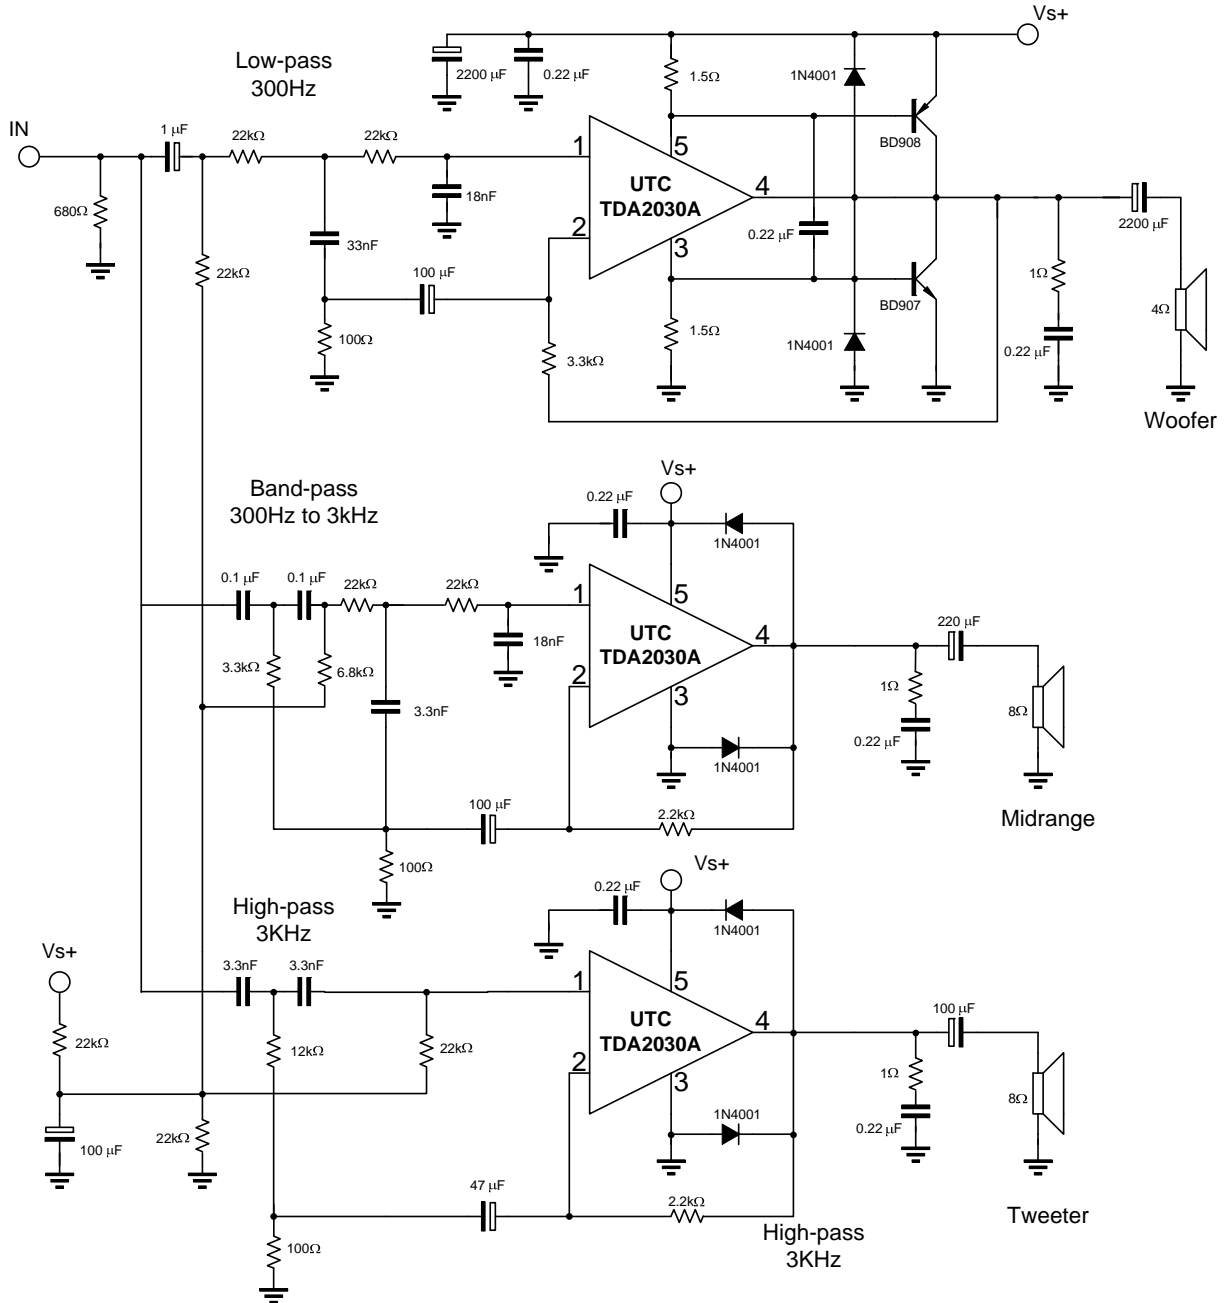 Vs+
Low-pass
300Hz
2200 µF
0.22 µF
1.5Ω
1N4001
IN
1 µF
22kΩ
22kΩ
1
5
BD908
UTC
TDA2030A
4
18nF
680Ω
2
3
33nF
0.22 µF
2200 µF
22kΩ
100 µF
1Ω
BD907
4Ω
100Ω
3.3kΩ
1.5Ω
1N4001
0.22 µF
Woofer
Vs+
Band-pass
300Hz to 3kHz
0.22 µF
1N4001
0.1 µF
0.1 µF
22kΩ
22kΩ
1
5
UTC
TDA2030A
4
220 µF
18nF
3.3kΩ
6.8kΩ
2
3
1Ω
3.3nF
8Ω
0.22 µF
1N4001
100 µF
2.2kΩ
Midrange
100Ω
Vs+
0.22 µF
High-pass
3KHz
1N4001
Vs+
3.3nF
3.3nF
1
5
UTC
TDA2030A
4
100 µF
22kΩ
12kΩ
22kΩ
2
3
1Ω
8Ω
1N4001
0.22 µF
100 µF
22kΩ
47 µF
2.2kΩ
Tweeter
High-pass
3KHz
100Ω